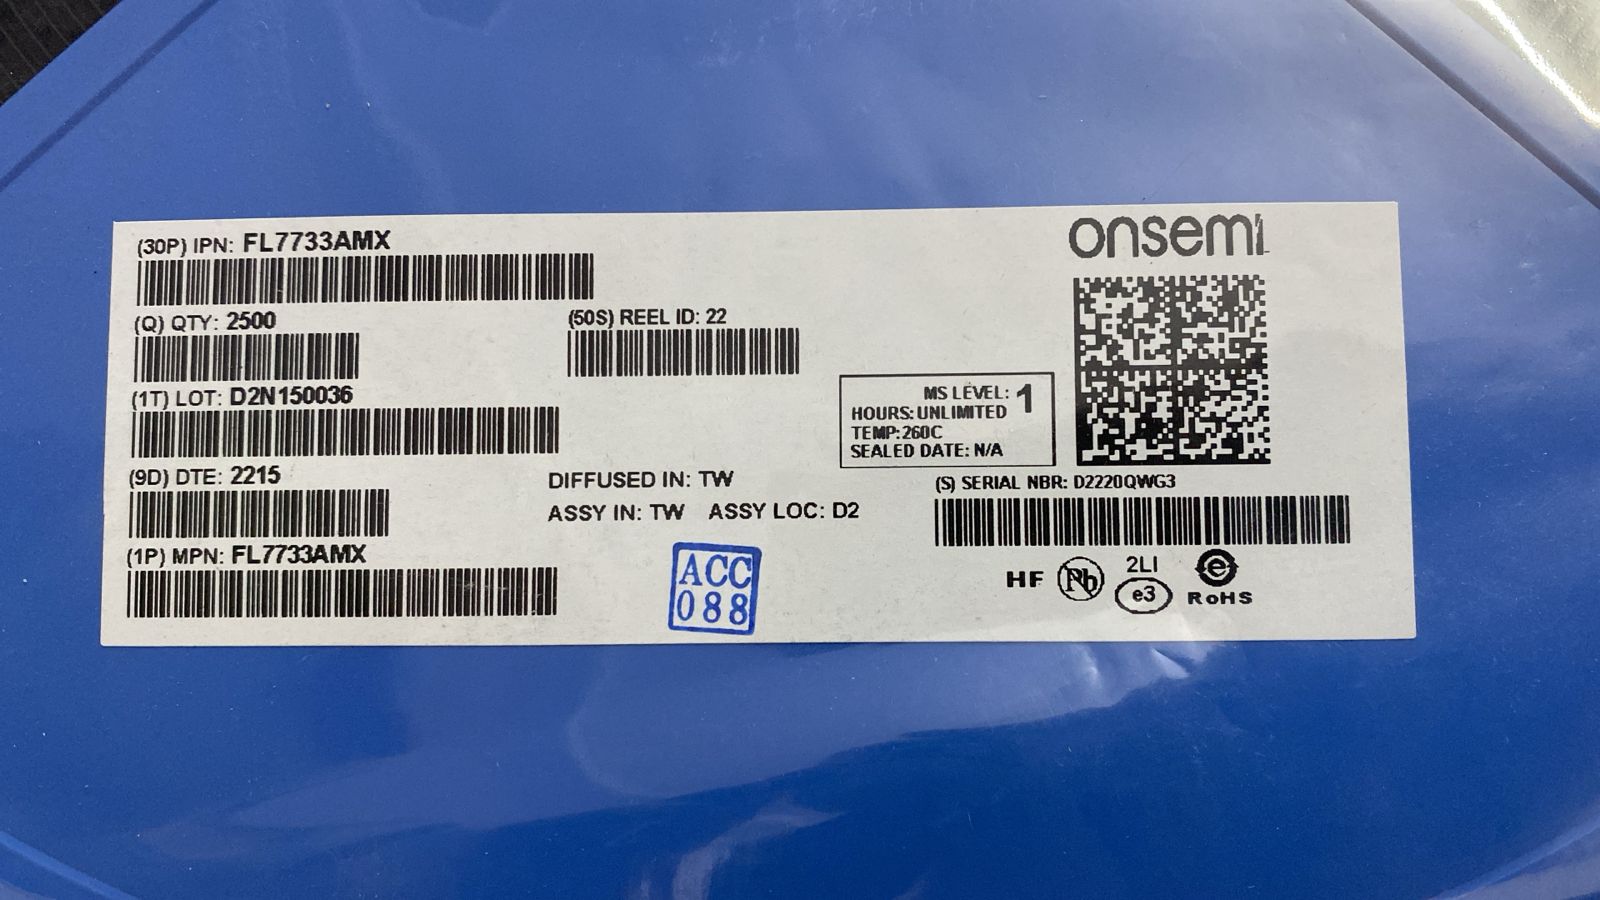 (30P) IPN: FL7733AMX
onsemi
(Q) QTY: 2500
(50S) REEL ID: 22
(1T) LOT: D2N150036
MS LEVEL: 1
HOURS: UNLIMITED
TEMP: 260C
SEALED DATE: N/A
(9D) DTE: 2215
DIFFUSED IN: TW
(S) SERIAL NBR: D2220QWG3
ASSY IN: TW ASSY LOC: D2
(1P) MPN: FL7733AMX
ACC
088
HF Pb 2LI e3 e RoHS